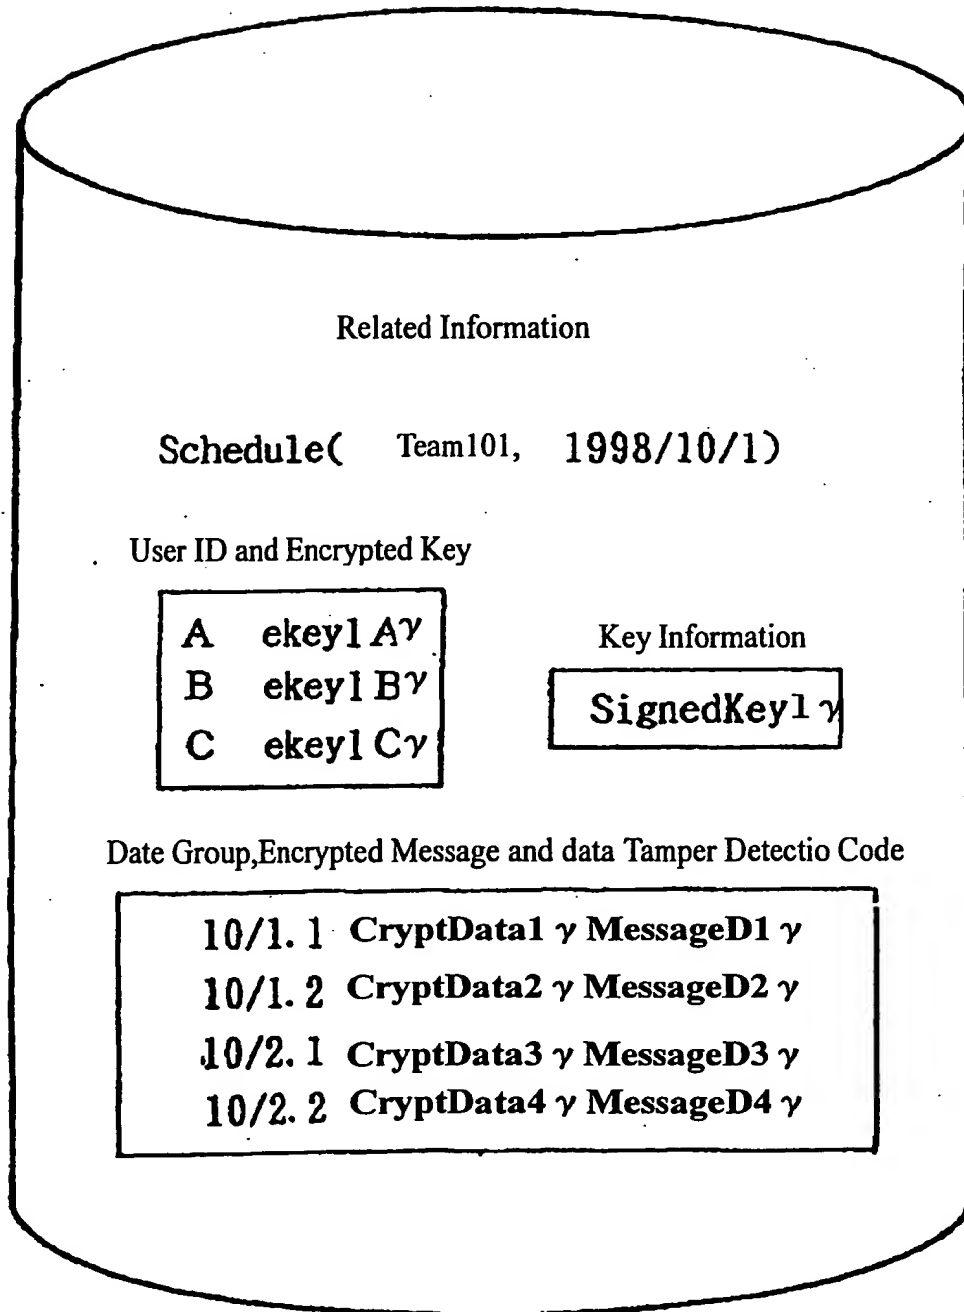 Related Information
Schedule( Team101, 1998/10/1)
User ID and Encrypted Key
A ekey1 Aγ
B ekey1 Bγ
C ekey1 Cγ
Key Information
SignedKey1 γ
Date Group,Encrypted Message and data Tamper Detectio Code
10/1. 1 CryptData1 γ MessageD1 γ
10/1. 2 CryptData2 γ MessageD2 γ
10/2. 1 CryptData3 γ MessageD3 γ
10/2. 2 CryptData4 γ MessageD4 γ